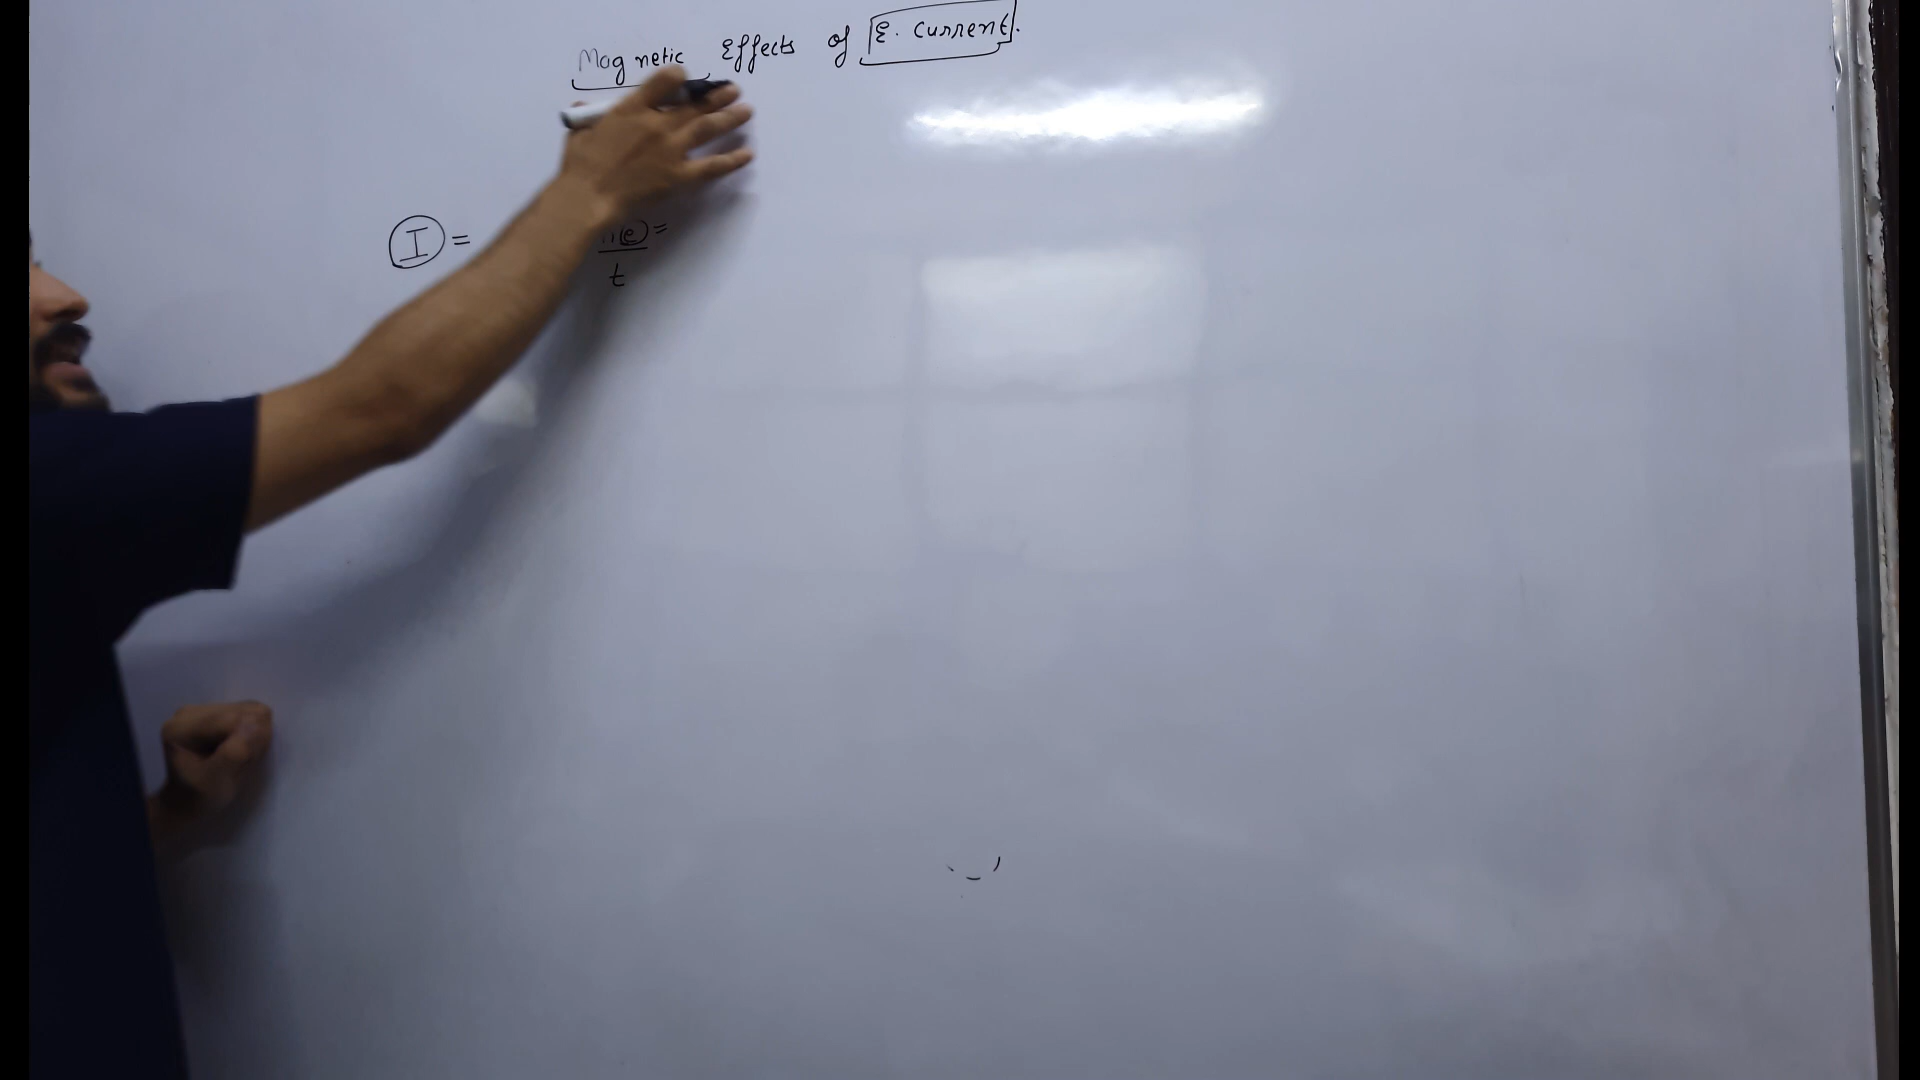 Magnetic Effects of E. Current.
I = e =
t